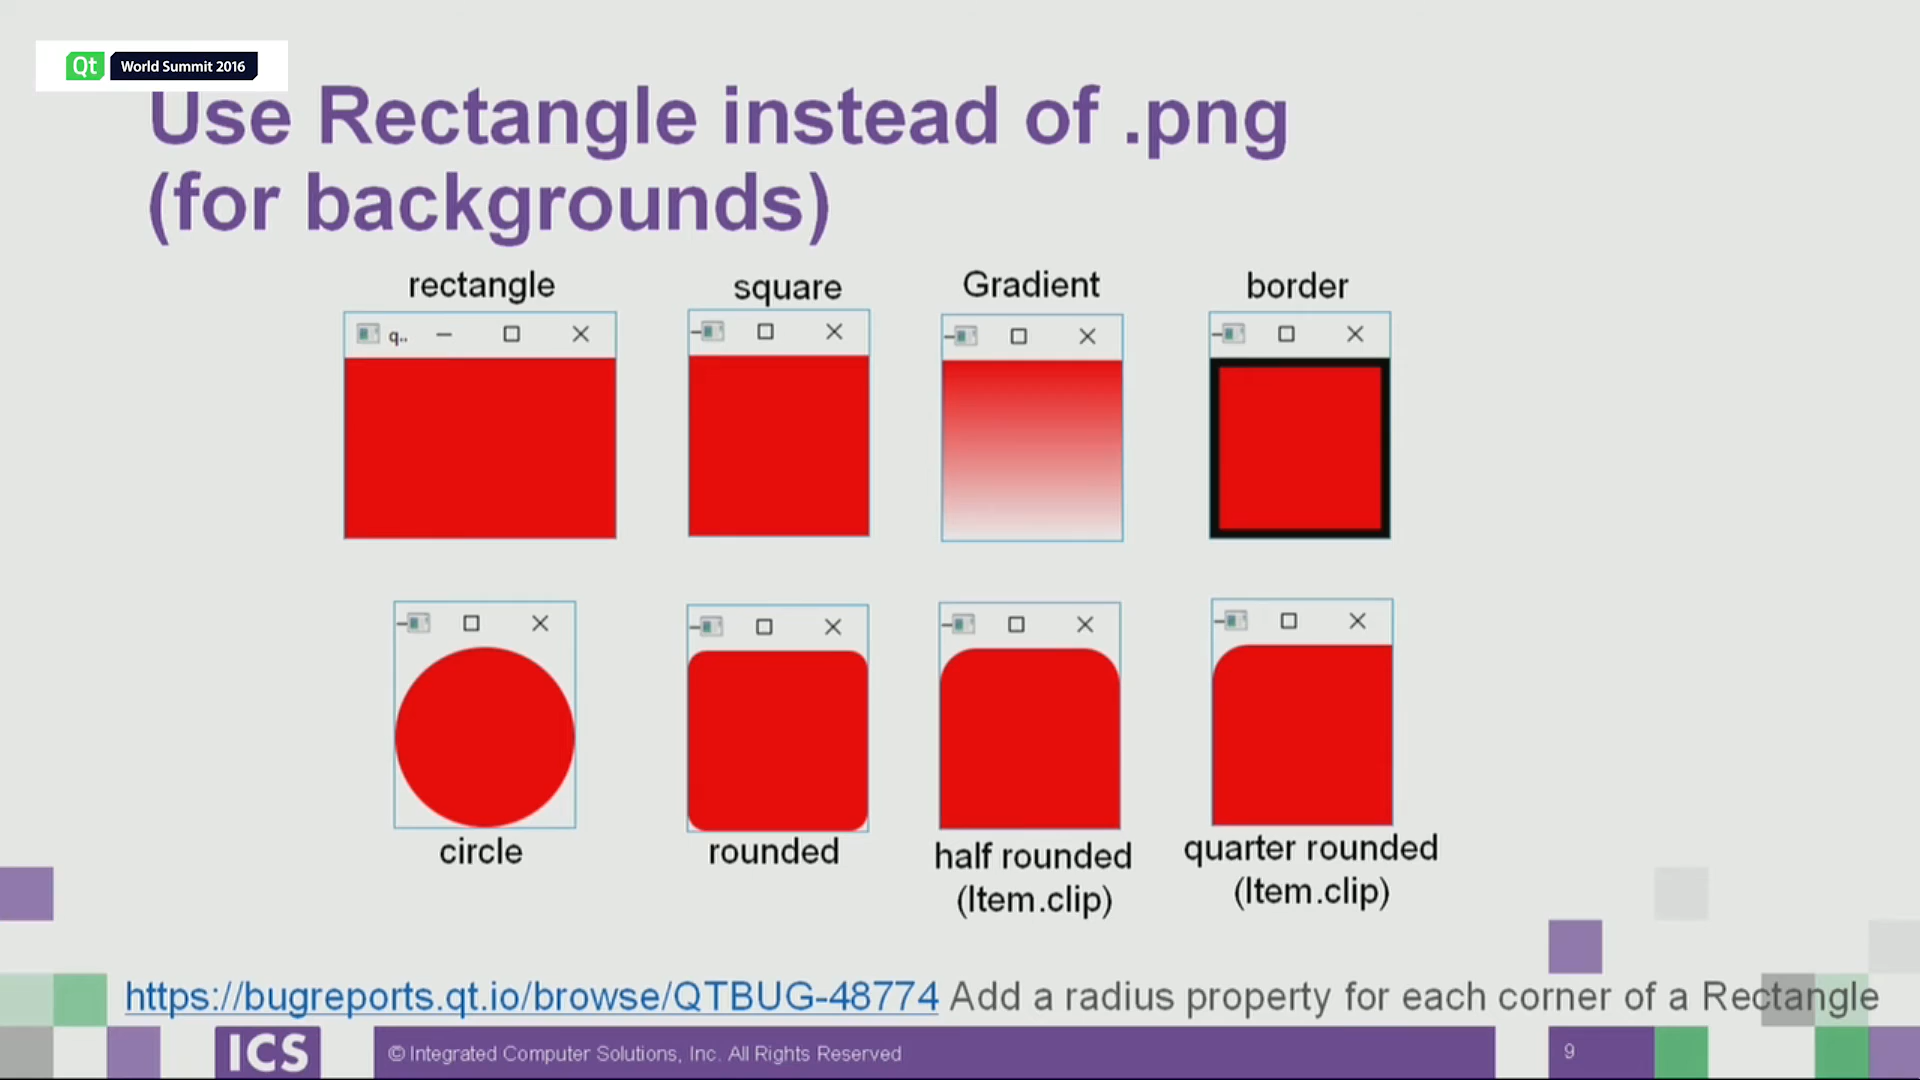 Qt World Summit 2016
Use Rectangle instead of .png
(for backgrounds)
rectangle
square
Gradient
border
q..
circle
rounded
half rounded
(Item.clip)
quarter rounded
(Item.clip)
https://bugreports.qt.io/browse/QTBUG-48774 Add a radius property for each corner of a Rectangle
ICS
© Integrated Computer Solutions, Inc. All Rights Reserved
9